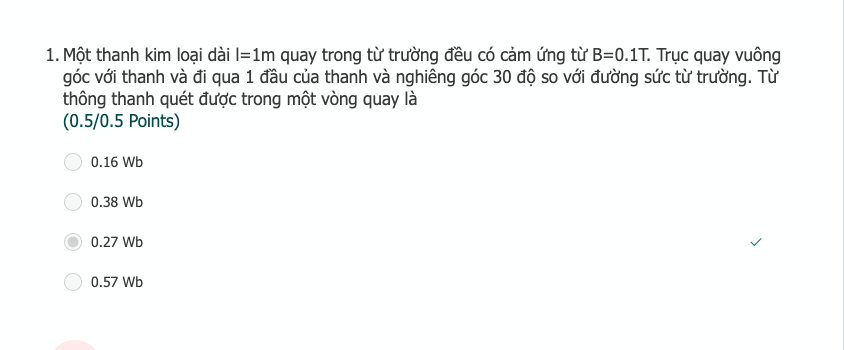 1. Một thanh kim loại dài l=1m quay trong từ trường đều có cảm ứng từ B=0.1T. Trục quay vuông
góc với thanh và đi qua 1 đầu của thanh và nghiêng góc 30 độ so với đường sức từ trường. Từ
thông thanh quét được trong một vòng quay là
(0.5/0.5 Points)
0.16 Wb
0.38 Wb
0.27 Wb
0.57 Wb